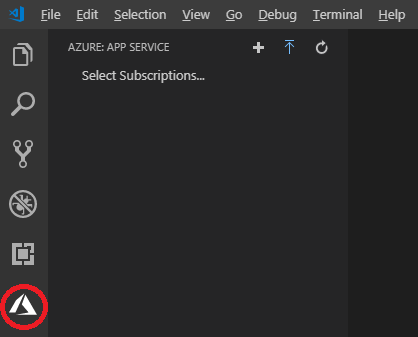 File Edit Selection View Go Debug Terminal Help
AZURE: APP SERVICE
Select Subscriptions...